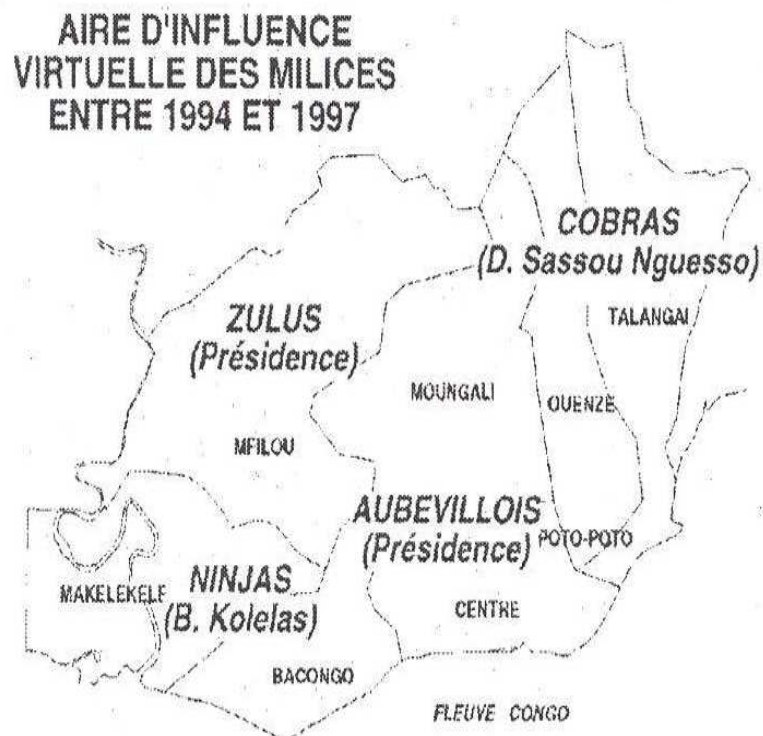 AIRE D'INFLUENCE
VIRTUELLE DES MILICES
ENTRE 1994 ET 1997
COBRAS
(D. Sassou Nguesso)
TALANGAI
ZULUS
(Présidence)
MOUNGALI
OUENZE
MFILOU
AUBEVILLOIS
(Présidence)
POTO-POTO
MAKELEKELE
NINJAS
(B. Kolelas)
CENTRE
BACONGO
FLEUVE CONGO